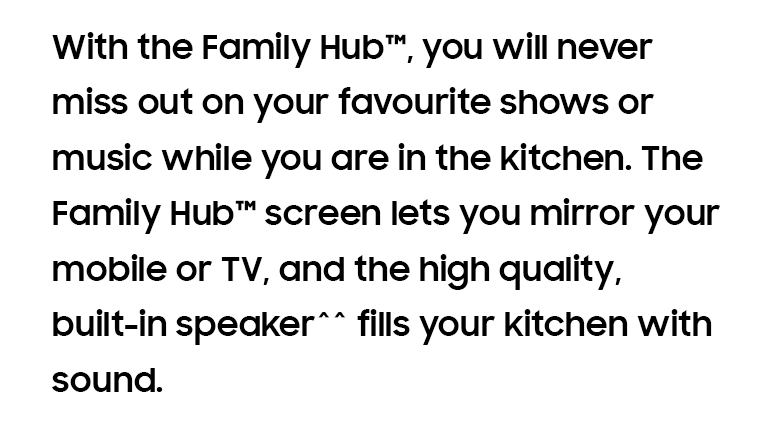 With the Family Hub™, you will never
miss out on your favourite shows or
music while you are in the kitchen. The
Family Hub™ screen lets you mirror your
mobile or TV, and the high quality,
built-in speaker^^ fills your kitchen with
sound.